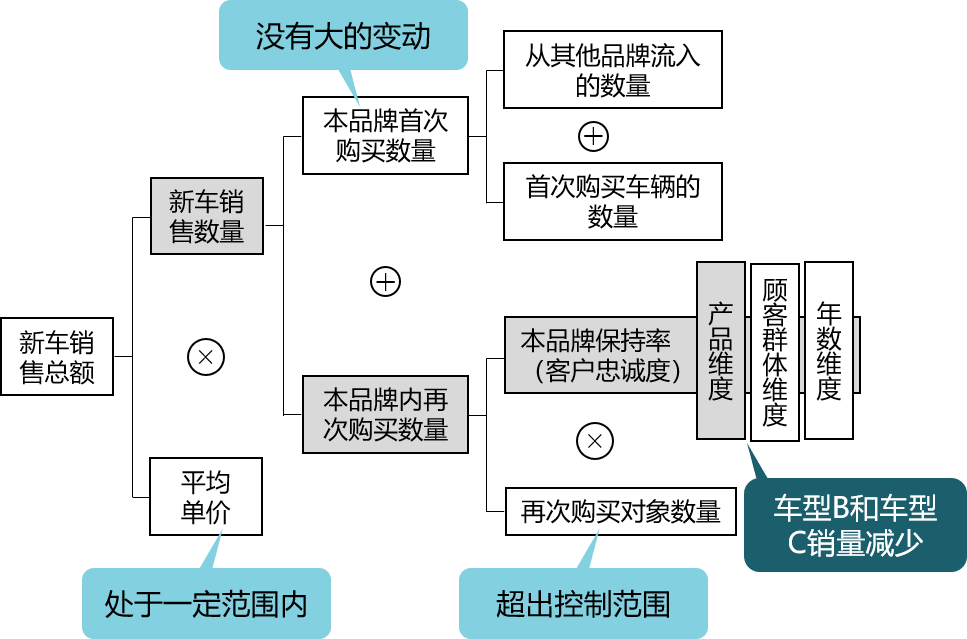 没有大的变动
从其他品牌流入
的数量
本品牌首次
购买数量
⊕
首次购买车辆的
数量
新车销
售数量
⊕
产品维度
顾客群体维度
年数维度
新车销
售总额
⊗
本品牌保持率
（客户忠诚度）
本品牌内再
次购买数量
⊗
平均
单价
再次购买对象数量
车型B和车型
C销量减少
处于一定范围内
超出控制范围